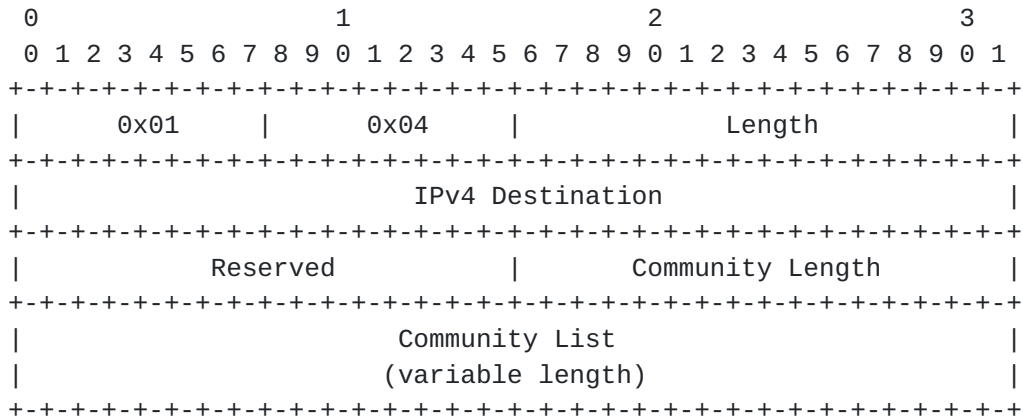 0                   1                   2                   3
 0 1 2 3 4 5 6 7 8 9 0 1 2 3 4 5 6 7 8 9 0 1 2 3 4 5 6 7 8 9 0 1
+-+-+-+-+-+-+-+-+-+-+-+-+-+-+-+-+-+-+-+-+-+-+-+-+-+-+-+-+-+-+-+-+
|      0x01     |      0x04     |             Length            |
+-+-+-+-+-+-+-+-+-+-+-+-+-+-+-+-+-+-+-+-+-+-+-+-+-+-+-+-+-+-+-+-+
|                         IPv4 Destination                      |
+-+-+-+-+-+-+-+-+-+-+-+-+-+-+-+-+-+-+-+-+-+-+-+-+-+-+-+-+-+-+-+-+
|            Reserved           |       Community Length        |
+-+-+-+-+-+-+-+-+-+-+-+-+-+-+-+-+-+-+-+-+-+-+-+-+-+-+-+-+-+-+-+-+
|                        Community List                         |
|                       (variable length)                       |
+-+-+-+-+-+-+-+-+-+-+-+-+-+-+-+-+-+-+-+-+-+-+-+-+-+-+-+-+-+-+-+-+